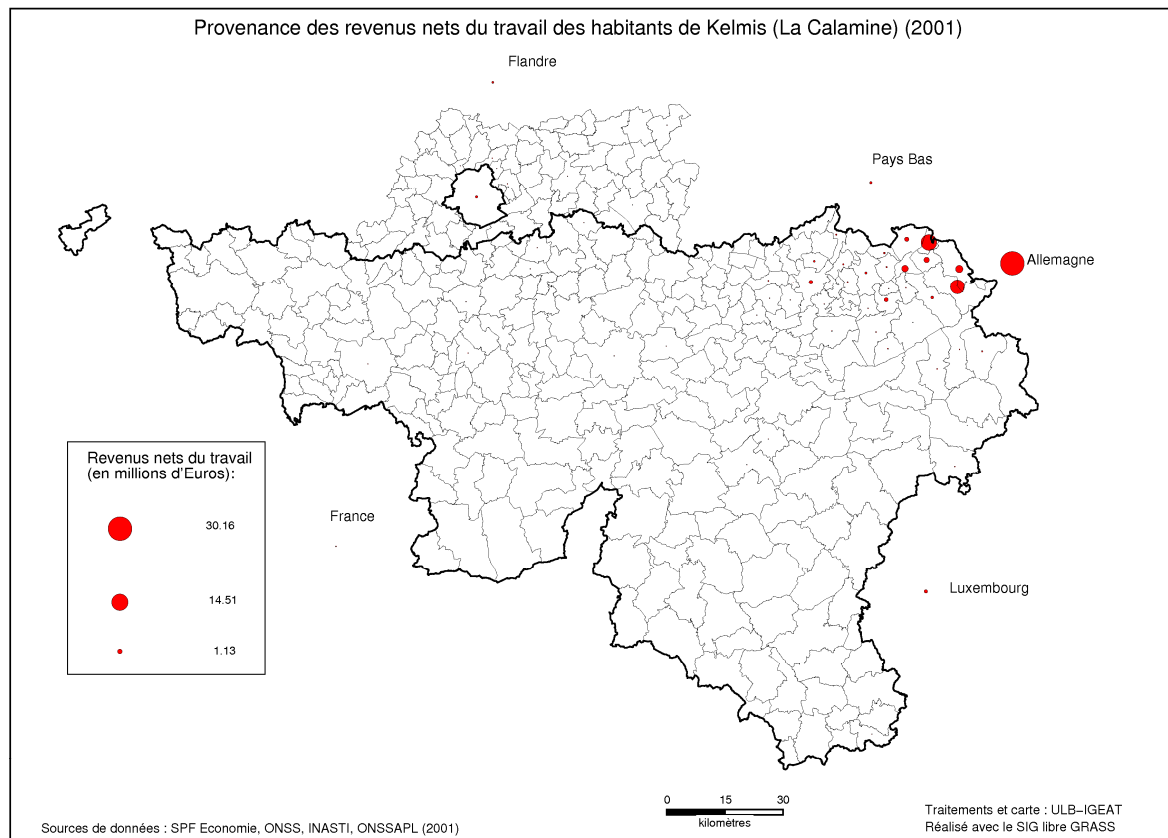 Provenance des revenus nets du travail des habitants de Kelmis (La Calamine) (2001)
Flandre
Pays Bas
Allemagne
Revenus nets du travail
(en millions d'Euros):
30.16
14.51
1.13
France
Luxembourg
0 15 30
kilomètres
Sources de données : SPF Economie, ONSS, INASTI, ONSSAPL (2001)
Traitements et carte : ULB−IGEAT
Réalisé avec le SIG libre GRASS